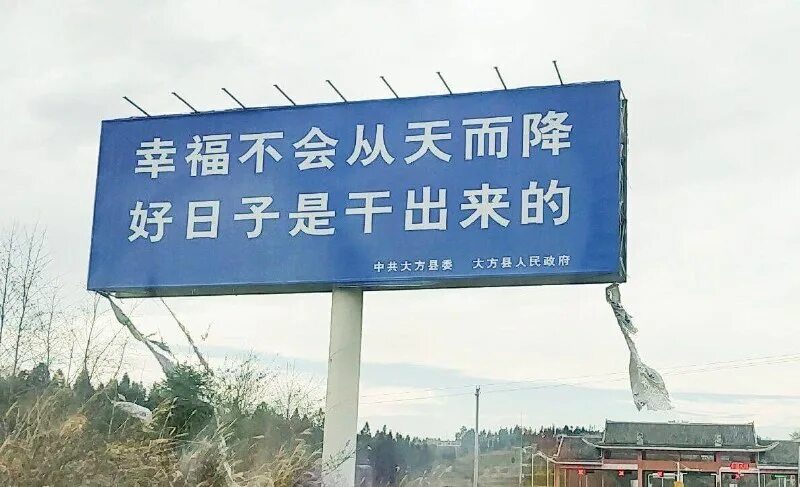 幸福不会从天而降
好日子是干出来的
中共大方县委 大方县人民政府